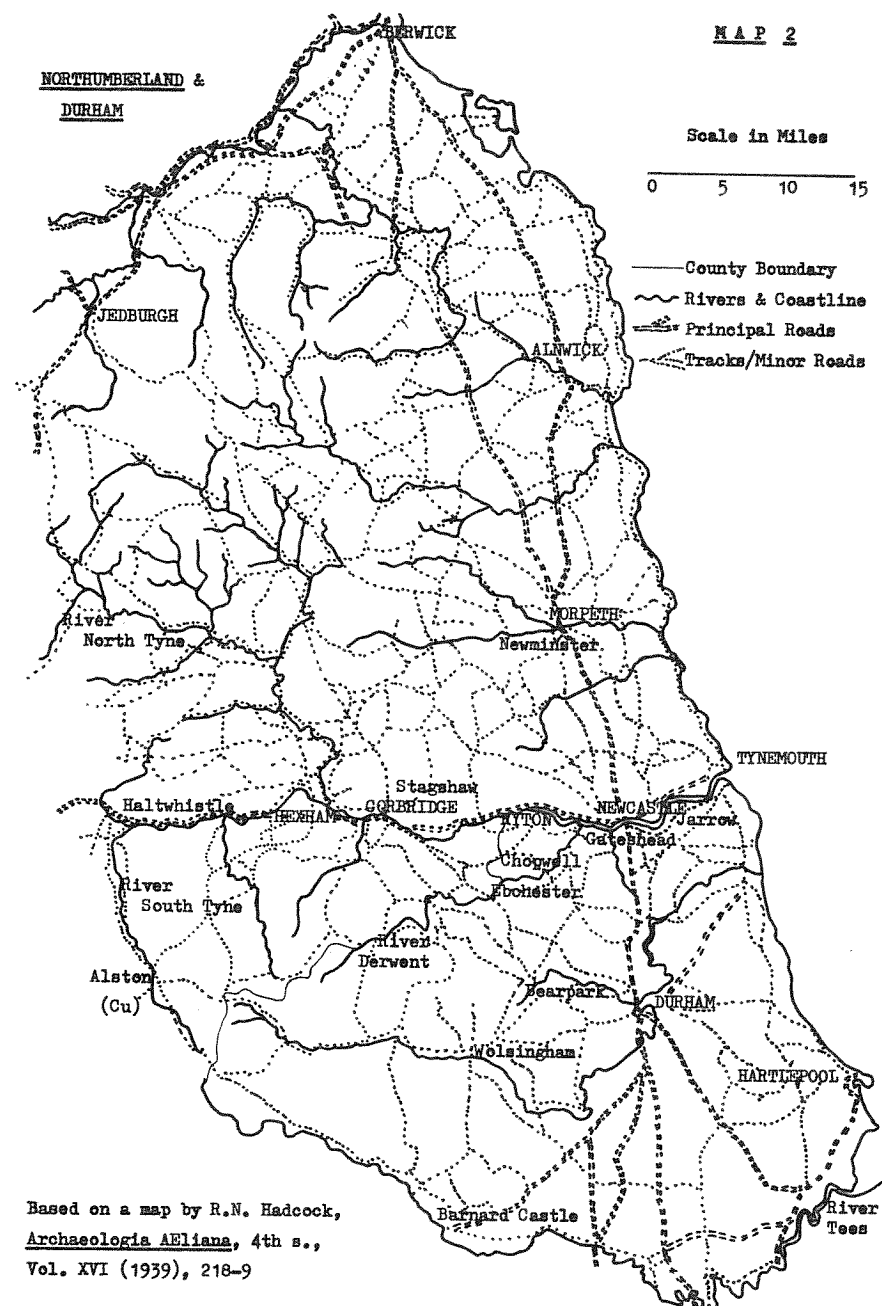 MAP 2
BERWICK
NORTHUMBERLAND &
DURHAM
Scale in Miles
0 5 10 15
County Boundary
Rivers & Coastline
Principal Roads
Tracks/Minor Roads
JEDBURGH
ALNWICK
MORPETH
Newminster
River
North Tyne
TYNEMOUTH
Stagshaw
Haltwhistle
HEXHAM
CORBRIDGE
RYTON
NEWCASTLE
Jarrow
Gateshead
Chopwell
Ebchester
River
South Tyne
River
Derwent
Alston
(Cu)
Bearpark
DURHAM
Wolsingham
HARTLEPOOL
Barnard Castle
River
Tees
Based on a map by R.N. Hadcock,
Archaeologia AEliana, 4th s.,
Vol. XVI (1939), 218-9